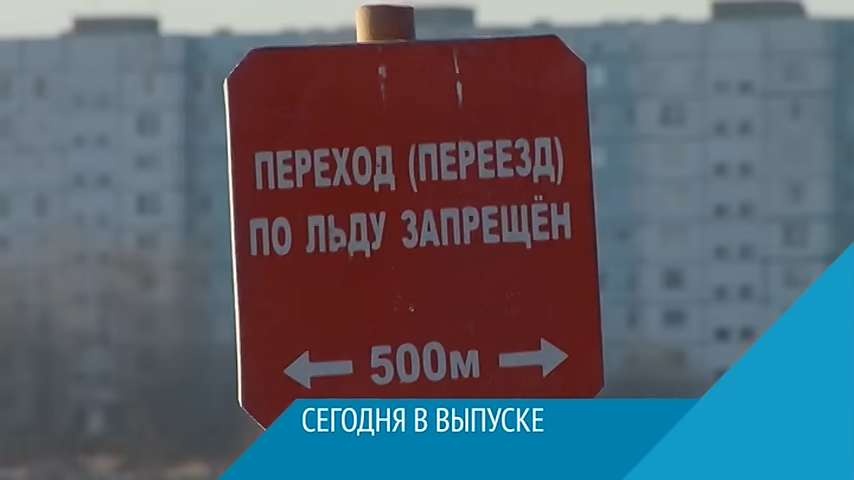 ПЕРЕХОД (ПЕРЕЕЗД)
ПО ЛЬДУ ЗАПРЕЩЁН
500м
СЕГОДНЯ В ВЫПУСКЕ